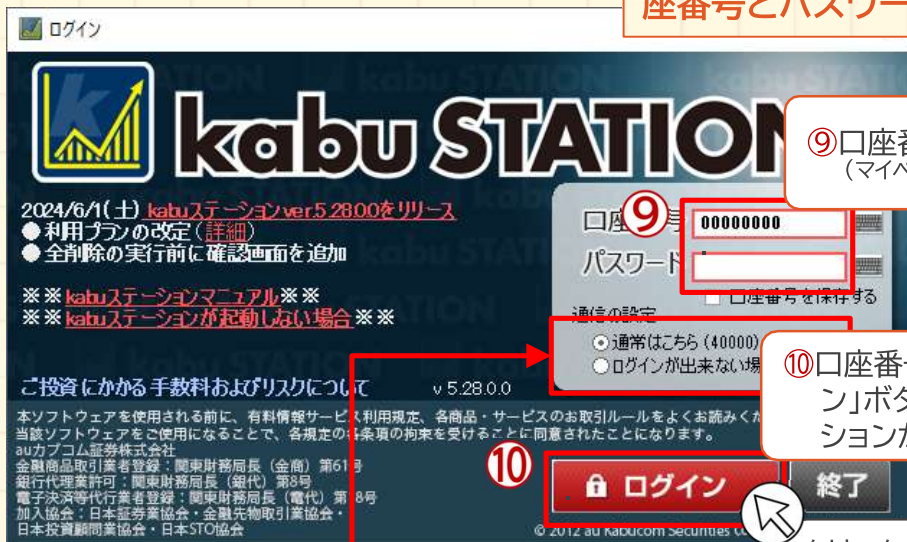 座番号とパスワー
ログイン
kabu STATION
2024/6/1(土) kabuステーションver5.28.0.0をリリース
●利用プランの改定(詳細)
●全削除の実行前に確認画面を追加
※※kabuステーションマニュアル※※
※※kabuステーションが起動しない場合※※
ご投資にかかる手数料およびリスクについて
v 5.28.0.0
⑨
口座 号
00000000
パスワード
口座番号を保存する
通信の設定
通常はこちら (40000)
ログインが出来ない場
⑨口座番
(マイペ
⑩口座番号
ン」ボタ
ションが
本ソフトウェアを使用される前に、有料情報サービス利用規定、各商品・サービスのお取引ルールをよくお読みくだ
当該ソフトウェアをご使用になることで、各規定の各条項の拘束を受けることに同意されたことになります。
auカブコム証券株式会社
金融商品取引業者登録：関東財務局長（金商）第61号
銀行代理業許可：関東財務局長（銀代）第8号
電子決済等代行業者登録：関東財務局長（電代）第 8号
加入協会：日本証券業協会・金融先物取引業協会・
日本投資顧問業協会・日本STO協会
⑩
ログイン
終了
© 2012 au Kabucom Securities Co